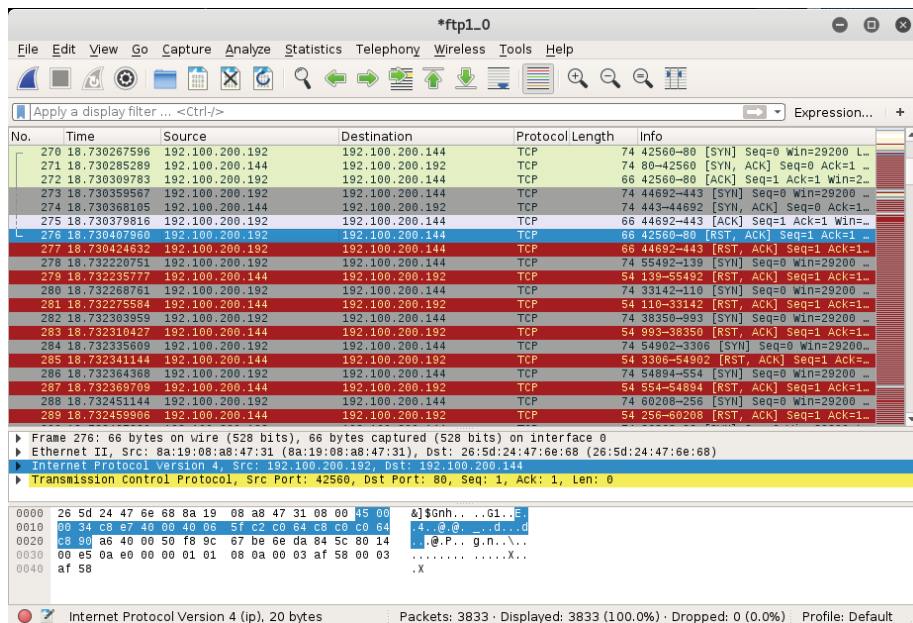 *ftp1_0
File Edit View Go Capture Analyze Statistics Telephony Wireless Tools Help
Apply a display filter ... <Ctrl-/> Expression... +
No. Time Source Destination Protocol Length Info
270 18.730267596 192.100.200.192 192.100.200.144 TCP 74 42560→80 [SYN] Seq=0 Win=29200 L…
271 18.730285289 192.100.200.144 192.100.200.192 TCP 74 80→42560 [SYN, ACK] Seq=0 Ack=1 …
272 18.730309783 192.100.200.192 192.100.200.144 TCP 66 42560→80 [ACK] Seq=1 Ack=1 Win=2…
273 18.730359567 192.100.200.192 192.100.200.144 TCP 74 44692→443 [SYN] Seq=0 Win=29200 …
274 18.730368105 192.100.200.144 192.100.200.192 TCP 74 443→44692 [SYN, ACK] Seq=0 Ack=1…
275 18.730379816 192.100.200.192 192.100.200.144 TCP 66 44692→443 [ACK] Seq=1 Ack=1 Win=…
276 18.730407960 192.100.200.192 192.100.200.144 TCP 66 42560→80 [RST, ACK] Seq=1 Ack=1 …
277 18.730424632 192.100.200.192 192.100.200.144 TCP 66 44692→443 [RST, ACK] Seq=1 Ack=1…
278 18.732220751 192.100.200.192 192.100.200.144 TCP 74 55492→139 [SYN] Seq=0 Win=29200 …
279 18.732235777 192.100.200.144 192.100.200.192 TCP 54 139→55492 [RST, ACK] Seq=1 Ack=1…
280 18.732268761 192.100.200.192 192.100.200.144 TCP 74 33142→110 [SYN] Seq=0 Win=29200 …
281 18.732275584 192.100.200.144 192.100.200.192 TCP 54 110→33142 [RST, ACK] Seq=1 Ack=1…
282 18.732303959 192.100.200.192 192.100.200.144 TCP 74 38350→993 [SYN] Seq=0 Win=29200 …
283 18.732310427 192.100.200.144 192.100.200.192 TCP 54 993→38350 [RST, ACK] Seq=1 Ack=1…
284 18.732335609 192.100.200.192 192.100.200.144 TCP 74 54902→3306 [SYN] Seq=0 Win=29200…
285 18.732341144 192.100.200.144 192.100.200.192 TCP 54 3306→54902 [RST, ACK] Seq=1 Ack=…
286 18.732364368 192.100.200.192 192.100.200.144 TCP 74 54894→554 [SYN] Seq=0 Win=29200 …
287 18.732369709 192.100.200.144 192.100.200.192 TCP 54 554→54894 [RST, ACK] Seq=1 Ack=1…
288 18.732451144 192.100.200.192 192.100.200.144 TCP 74 60208→256 [SYN] Seq=0 Win=29200 …
289 18.732459906 192.100.200.144 192.100.200.192 TCP 54 256→60208 [RST, ACK] Seq=1 Ack=1…
Frame 276: 66 bytes on wire (528 bits), 66 bytes captured (528 bits) on interface 0
Ethernet II, Src: 8a:19:08:a8:47:31 (8a:19:08:a8:47:31), Dst: 26:5d:24:47:6e:68 (26:5d:24:47:6e:68)
Internet Protocol Version 4, Src: 192.100.200.192, Dst: 192.100.200.144
Transmission Control Protocol, Src Port: 42560, Dst Port: 80, Seq: 1, Ack: 1, Len: 0
0000 26 5d 24 47 6e 68 8a 19 08 a8 47 31 08 00 45 00 &]$Gnh.. ..G1..E.
0010 00 34 c8 e7 40 00 40 06 5f c2 c0 64 c8 c0 c0 64 .4..@.@. _..d...d
0020 c8 90 a6 40 00 50 f8 9c 67 be 6e da 84 5c 80 14 ...@.P.. g.n..\..
0030 00 e5 0a e0 00 00 01 01 08 0a 00 03 af 58 00 03 ........ .....X..
0040 af 58 .X
Internet Protocol Version 4 (ip), 20 bytes Packets: 3833 · Displayed: 3833 (100.0%) · Dropped: 0 (0.0%) Profile: Default